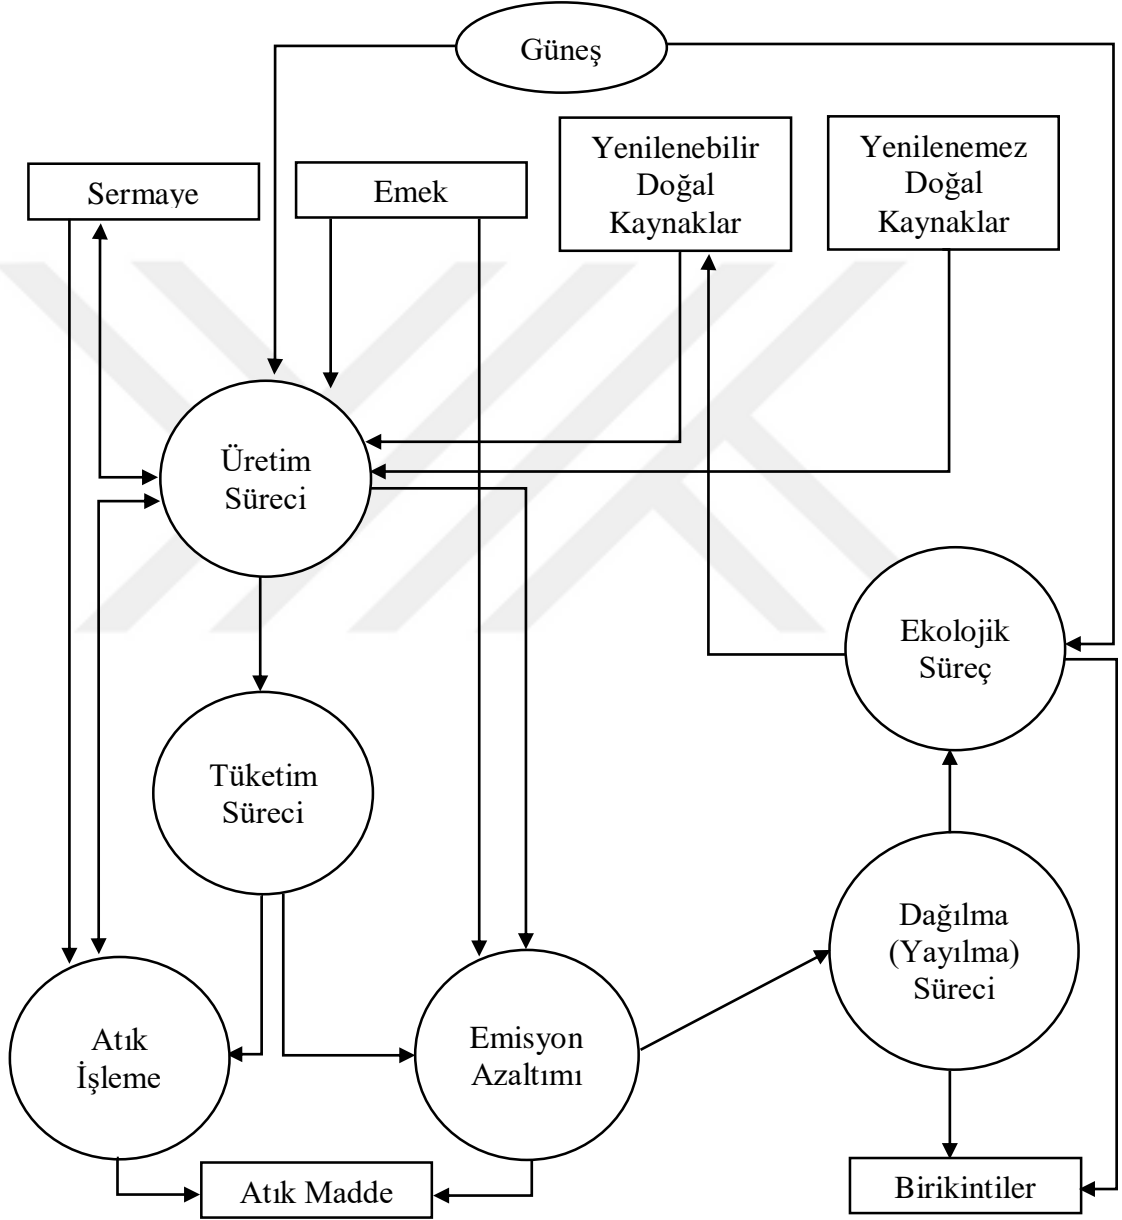 Güneş
Yenilenebilir
Doğal
Kaynaklar
Yenilenemez
Doğal
Kaynaklar
Sermaye
Emek
Üretim
Süreci
Ekolojik
Süreç
Tüketim
Süreci
Dağılma
(Yayılma)
Süreci
Atık
İşleme
Emisyon
Azaltımı
Atık Madde
Birikintiler